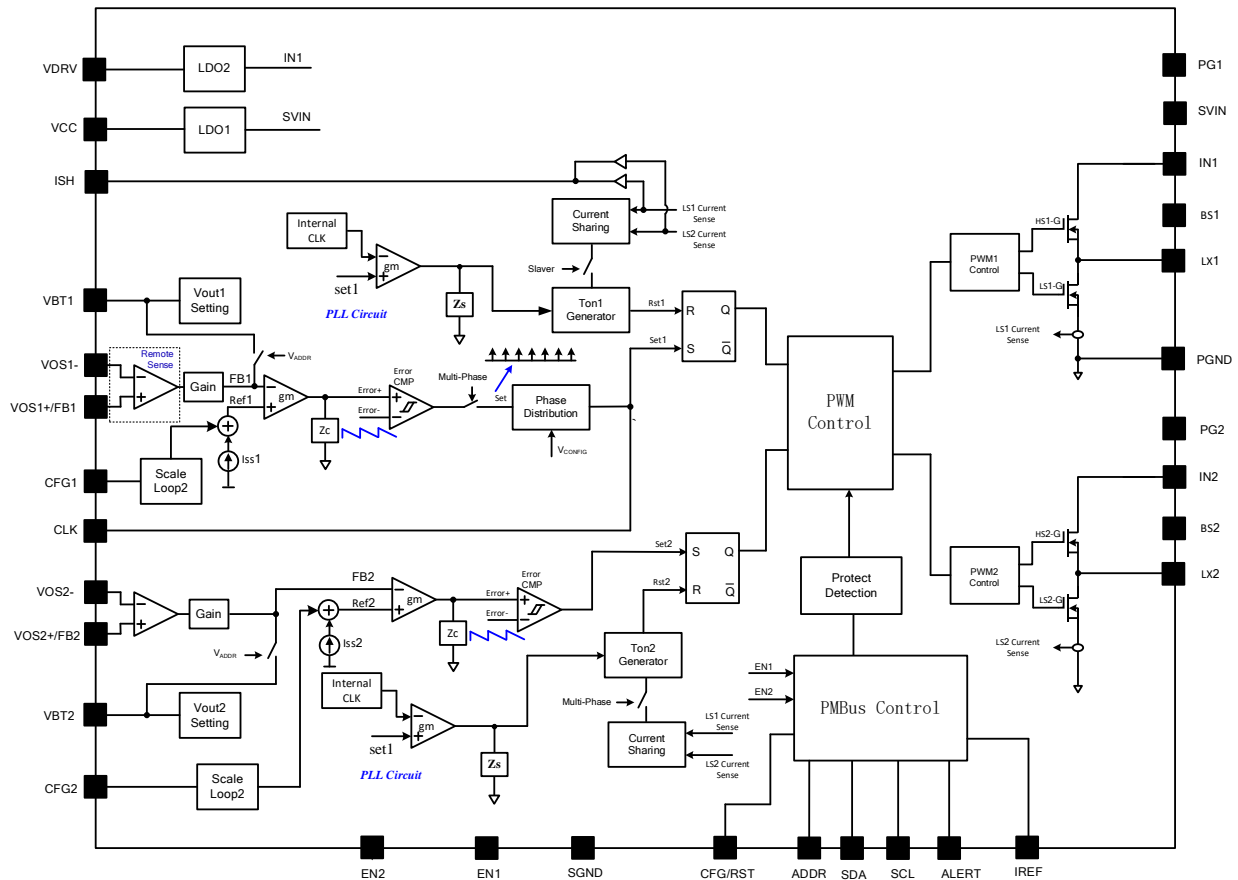 VDRV
LDO2
IN1
VCC
LDO1
SVIN
ISH
PG1
SVIN
IN1
BS1
LX1
PGND
PG2
IN2
BS2
LX2
Current
Sharing
LS1 Current
Sense
LS2 Current
Sense
Internal
CLK
gm
set1
PLL Circuit
Zs
Slaver
Ton1
Generator
Rst1
Set1
R
Q
S
Q
VBT1
Vout1
Setting
VADDR
VOS1-
Remote
Sense
Gain
FB1
VOS1+/FB1
Ref1
gm
Iss1
Zc
Error
CMP
Error+
Error-
Multi-Phase
Set
Phase
Distribution
VCONFIG
CFG1
Scale
Loop2
CLK
PWM
Control
PWM1
Control
HS1-G
LS1-G
LS1 Current
Sense
PWM2
Control
HS2-G
LS2-G
LS2 Current
Sense
VOS2-
Gain
FB2
VOS2+/FB2
VADDR
Ref2
Iss2
gm
Zc
Error
CMP
Error+
Error-
Set2
Rst2
S
Q
R
Q
Protect
Detection
Ton2
Generator
Multi-Phase
Current
Sharing
LS1 Current
Sense
LS2 Current
Sense
VBT2
Vout2
Setting
Internal
CLK
gm
set1
PLL Circuit
Zs
CFG2
Scale
Loop2
EN1
EN2
PMBus Control
EN2
EN1
SGND
CFG/RST
ADDR
SDA
SCL
ALERT
IREF